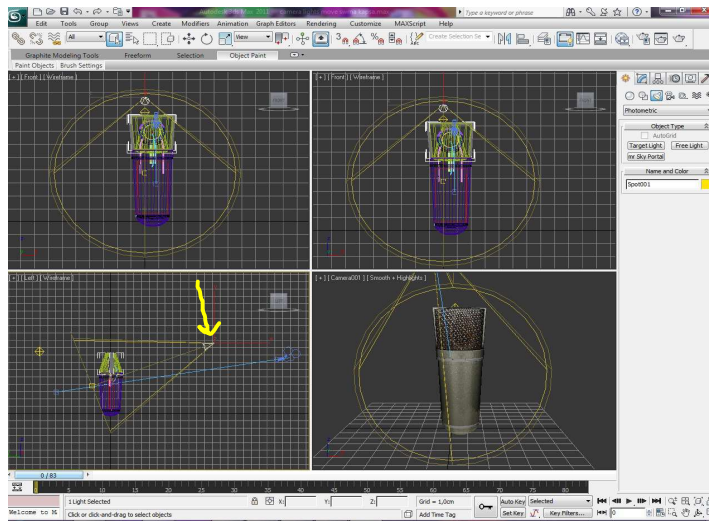 Type a keyword or phrase
Edit Tools Group Views Create Modifiers Animation Graph Editors Rendering Customize MAXScript Help
All View 3 Create Selection Se
Graphite Modeling Tools Freeform Selection Object Paint
Paint Objects Brush Settings
[ + ] [ Front ] [ Wireframe ]
[ + ] [ Front ] [ Wireframe ]
Photometric
Object Type
AutoGrid
Target Light Free Light
mr Sky Portal
Name and Color
Spot001
[ + ] [ Left ] [ Wireframe ]
[ + ] [ Camera001 ] [ Smooth + Highlights ]
0 / 83
5 10 15 20 25 30 35 40 45 50 55 60 65 70 75 80
1 Light Selected X: Y: Z: Grid = 1,0cm Auto Key Selected
Welcome to M Click or click-and-drag to select objects Add Time Tag Set Key Key Filters... 0